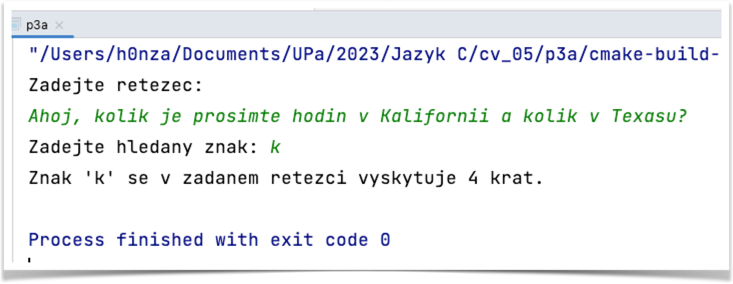 p3a
"/Users/h0nza/Documents/UPa/2023/Jazyk C/cv_05/p3a/cmake-build-
Zadejte retezec:
Ahoj, kolik je prosimte hodin v Kalifornii a kolik v Texasu?
Zadejte hledany znak: k
Znak 'k' se v zadanem retezci vyskytuje 4 krat.
Process finished with exit code 0